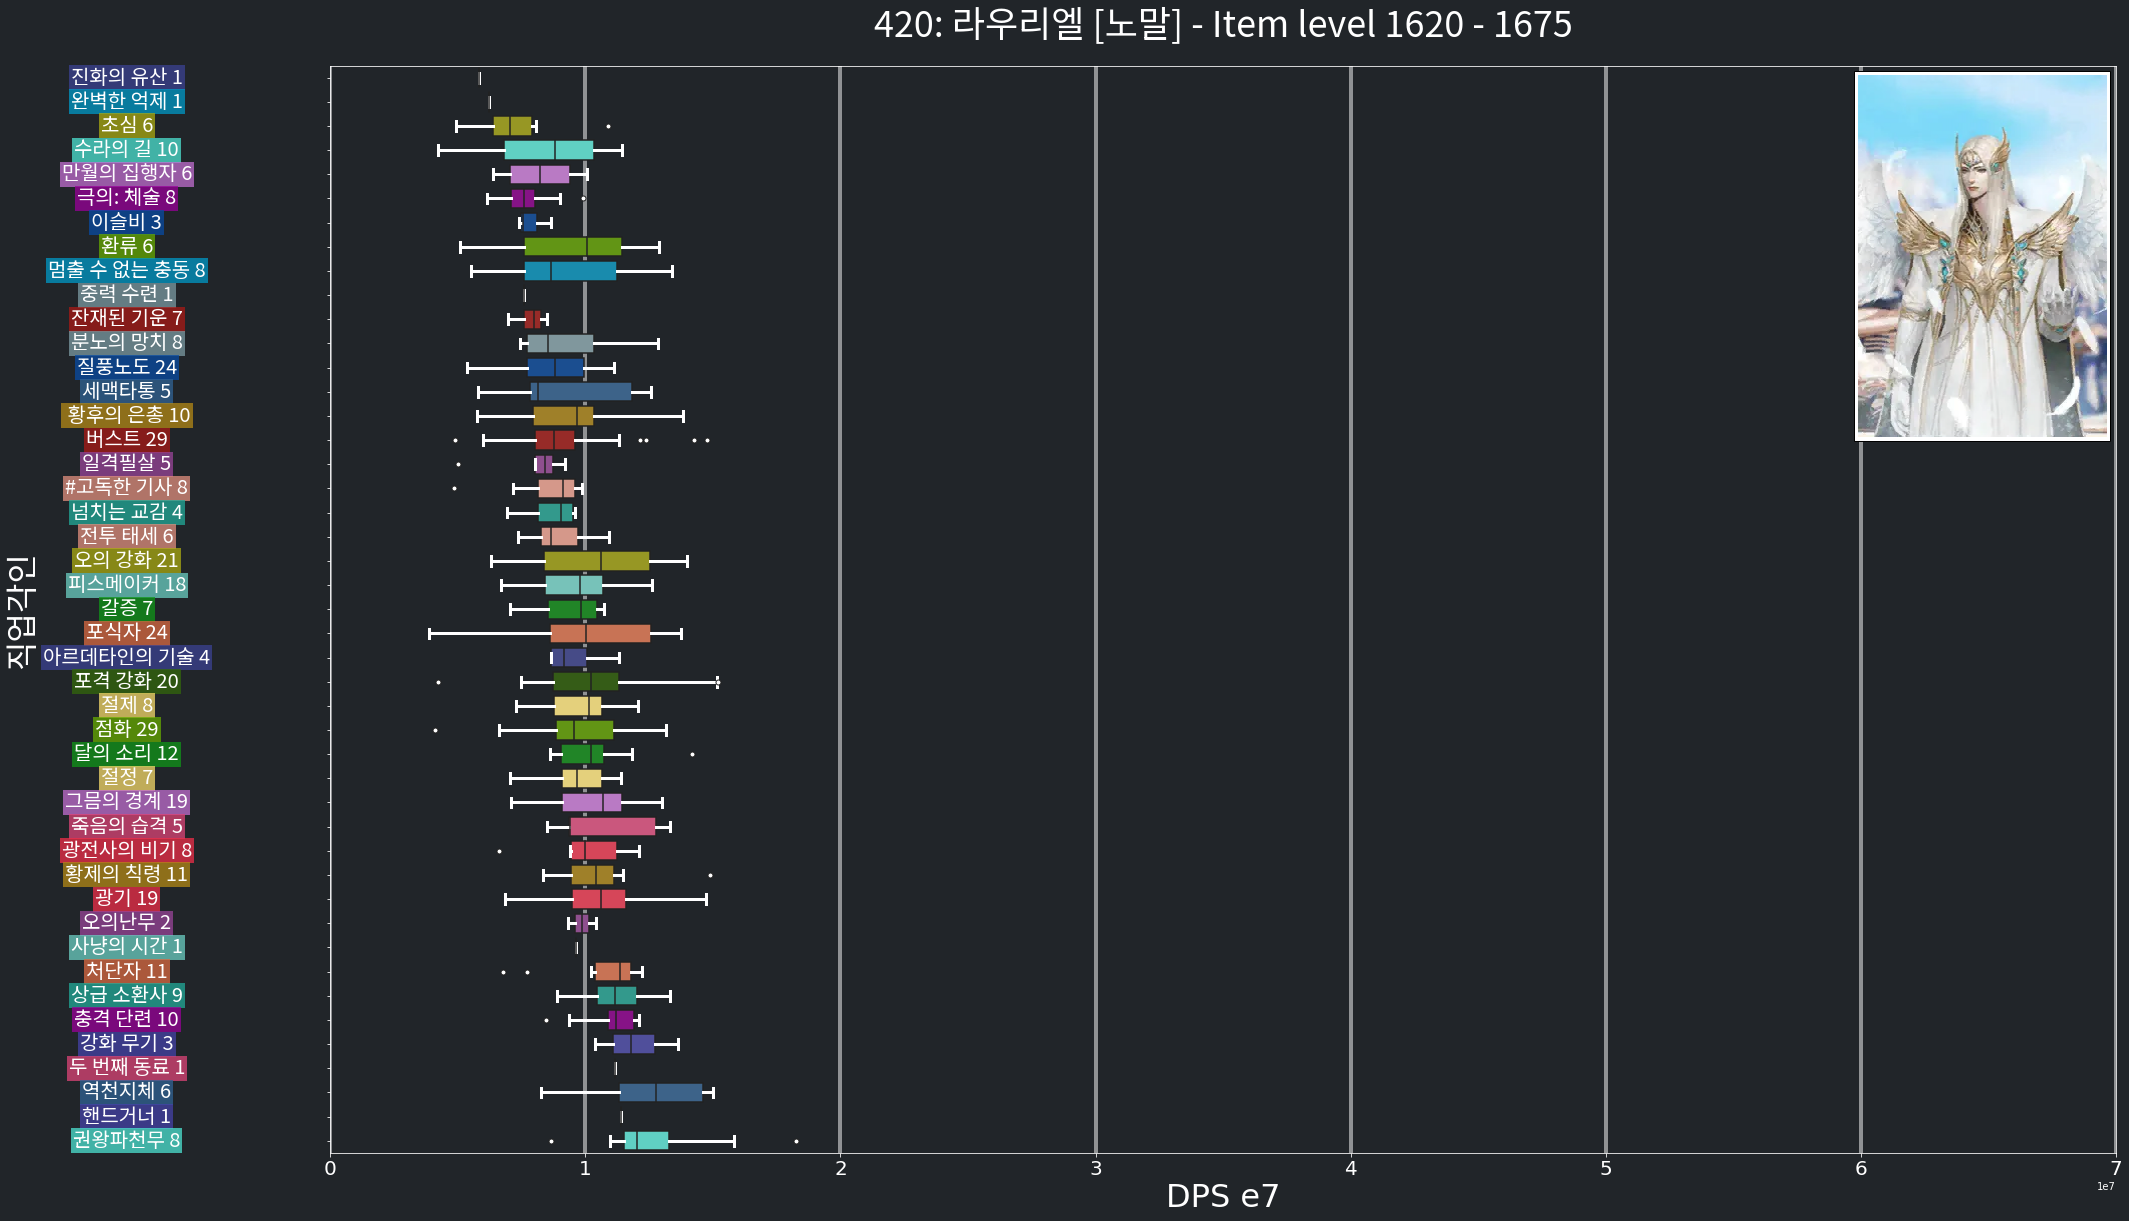 420: 라우리엘 [노말] - Item level 1620 - 1675
진화의 유산 1
완벽한 억제 1
초심 6
수라의 길 10
만월의 집행자 6
극의: 체술 8
이슬비 3
환류 6
멈출 수 없는 충동 8
중력 수련 1
잔재된 기운 7
분노의 망치 8
질풍노도 24
세맥타통 5
황후의 은총 10
버스트 29
일격필살 5
#고독한 기사 8
넘치는 교감 4
전투 태세 6
오의 강화 21
피스메이커 18
갈증 7
포식자 24
아르데타인의 기술 4
포격 강화 20
절제 8
점화 29
달의 소리 12
절정 7
그믐의 경계 19
죽음의 습격 5
광전사의 비기 8
황제의 칙령 11
광기 19
오의난무 2
사냥의 시간 1
처단자 11
상급 소환사 9
충격 단련 10
강화 무기 3
두 번째 동료 1
역천지체 6
핸드거너 1
권왕파천무 8
직업각인
0 1 2 3 4 5 6 7
1e7
DPS e7